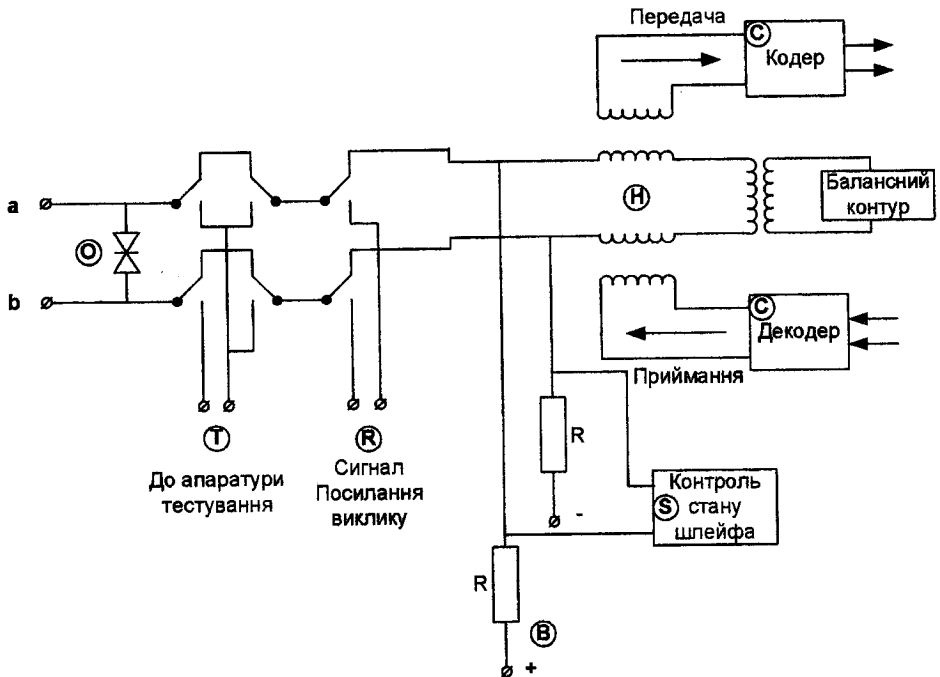 Передача
C
Кодер
a
O
H
Балансний
контур
b
C
Декодер
Приймання
T
До апаратури
тестування
R
Сигнал
Посилання
виклику
R
-
Контроль
S
стану
шлейфа
R
B
+